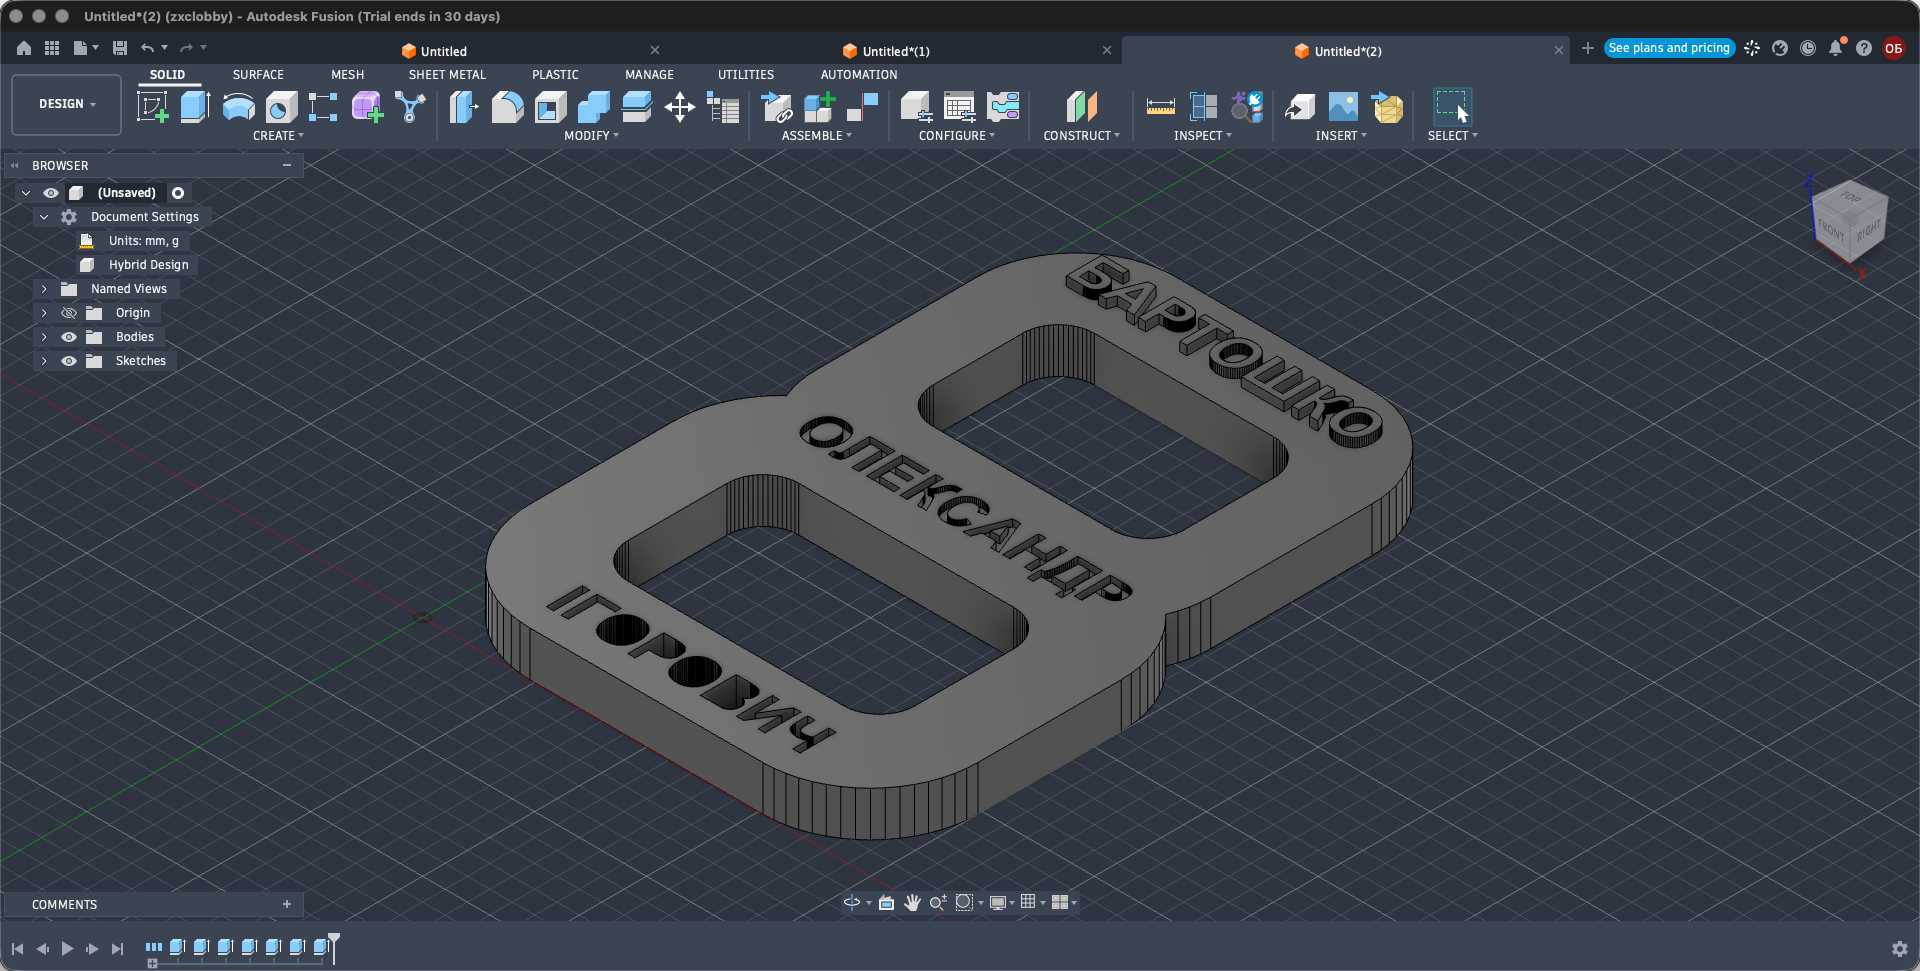 Untitled*(2) (zxclobby) - Autodesk Fusion (Trial ends in 30 days)
Untitled
Untitled*(1)
Untitled*(2)
See plans and pricing
ОБ
DESIGN
SOLID SURFACE MESH SHEET METAL PLASTIC MANAGE UTILITIES AUTOMATION
CREATE MODIFY ASSEMBLE CONFIGURE CONSTRUCT INSPECT INSERT SELECT
BROWSER
(Unsaved)
Document Settings
Units: mm, g
Hybrid Design
Named Views
Origin
Bodies
Sketches
Z
TOP
FRONT
RIGHT
X
БАРТОШКО
ОЛЕКСАНДР
ІГОРОВИЧ
COMMENTS